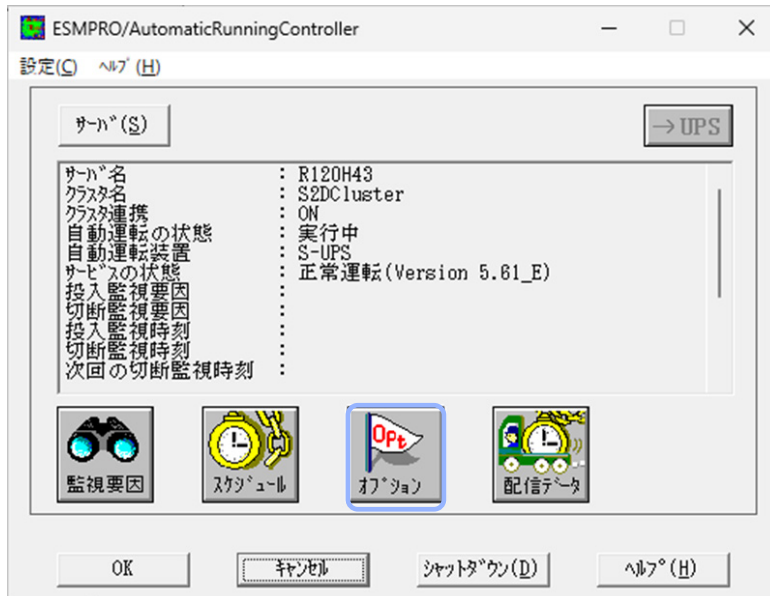 ESMPRO/AutomaticRunningController
設定(C) ﾍﾙﾌﾟ(H)
ｻｰﾊﾞ(S)
→UPS
ｻｰﾊﾞ名 : R120H43
ｸﾗｽﾀ名 : S2DCluster
ｸﾗｽﾀ連携 : ON
自動運転の状態 : 実行中
自動運転装置 : S-UPS
ｻｰﾋﾞｽの状態 : 正常運転(Version 5.61_E)
投入監視要因 :
切断監視要因 :
投入監視時刻 :
切断監視時刻 :
次回の切断監視時刻 :
Opt
監視要因 ｽｹｼﾞｭｰﾙ ｵﾌﾟｼｮﾝ 配信ﾃﾞｰﾀ
OK ｷｬﾝｾﾙ ｼｬｯﾄﾀﾞｳﾝ(D) ﾍﾙﾌﾟ(H)